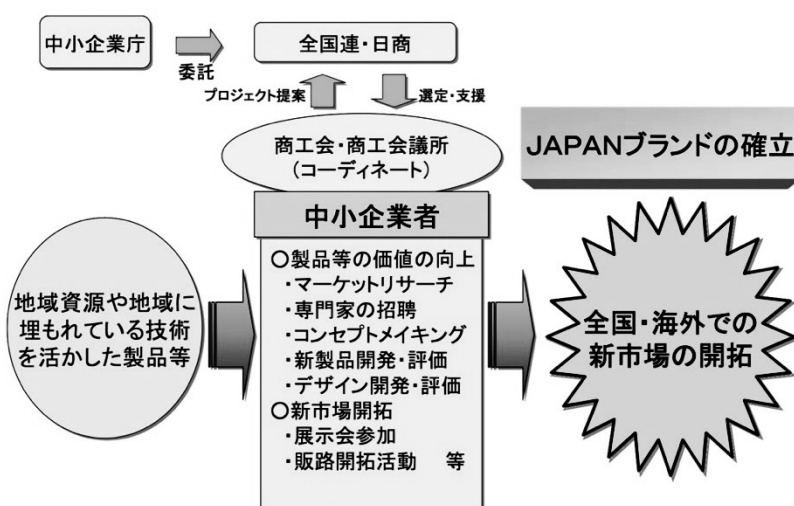 中小企業庁
委託
全国連・日商
プロジェクト提案
選定・支援
商工会・商工会議所
（コーディネート）
JAPANブランドの確立
中小企業者
地域資源や地域に
埋もれている技術
を活かした製品等
○製品等の価値の向上
・マーケットリサーチ
・専門家の招聘
・コンセプトメイキング
・新製品開発・評価
・デザイン開発・評価
○新市場開拓
・展示会参加
・販路開拓活動　等
全国・海外での
新市場の開拓